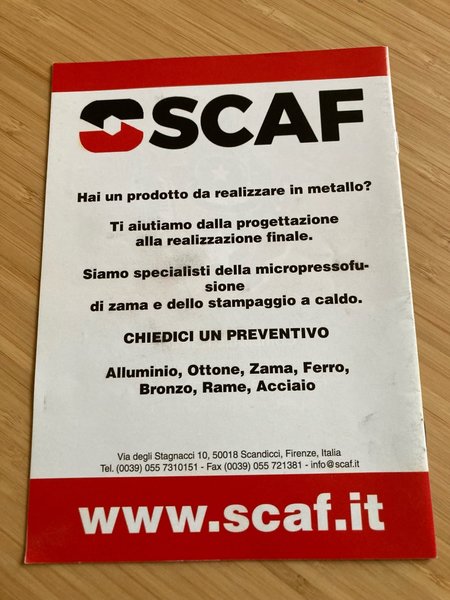 SCAF
Hai un prodotto da realizzare in metallo?
Ti aiutiamo dalla progettazione
alla realizzazione finale.
Siamo specialisti della micropressofu-
sione
di zama e dello stampaggio a caldo.
CHIEDICI UN PREVENTIVO
Alluminio, Ottone, Zama, Ferro,
Bronzo, Rame, Acciaio
Via degli Stagnacci 10, 50018 Scandicci, Firenze, Italia
Tel. (0039) 055 7310151 - Fax (0039) 055 721381 - info@scaf.it
www.scaf.it